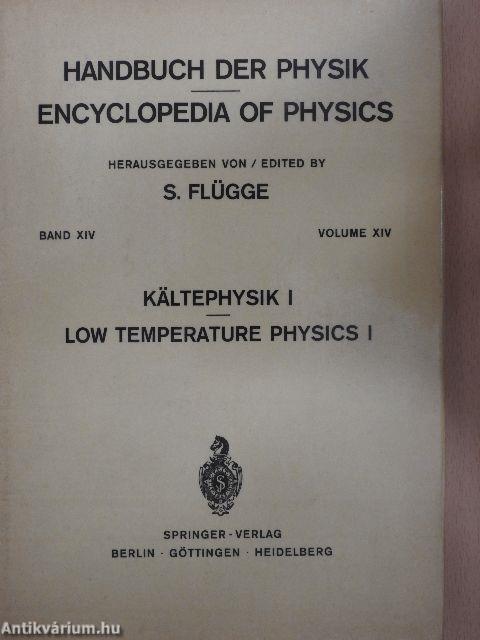 HANDBUCH DER PHYSIK
ENCYCLOPEDIA OF PHYSICS
HERAUSGEGEBEN VON / EDITED BY
S. FLÜGGE
BAND XIV
VOLUME XIV
KÄLTEPHYSIK I
LOW TEMPERATURE PHYSICS I
SPRINGER-VERLAG
BERLIN · GÖTTINGEN · HEIDELBERG
Antikvárium.hu